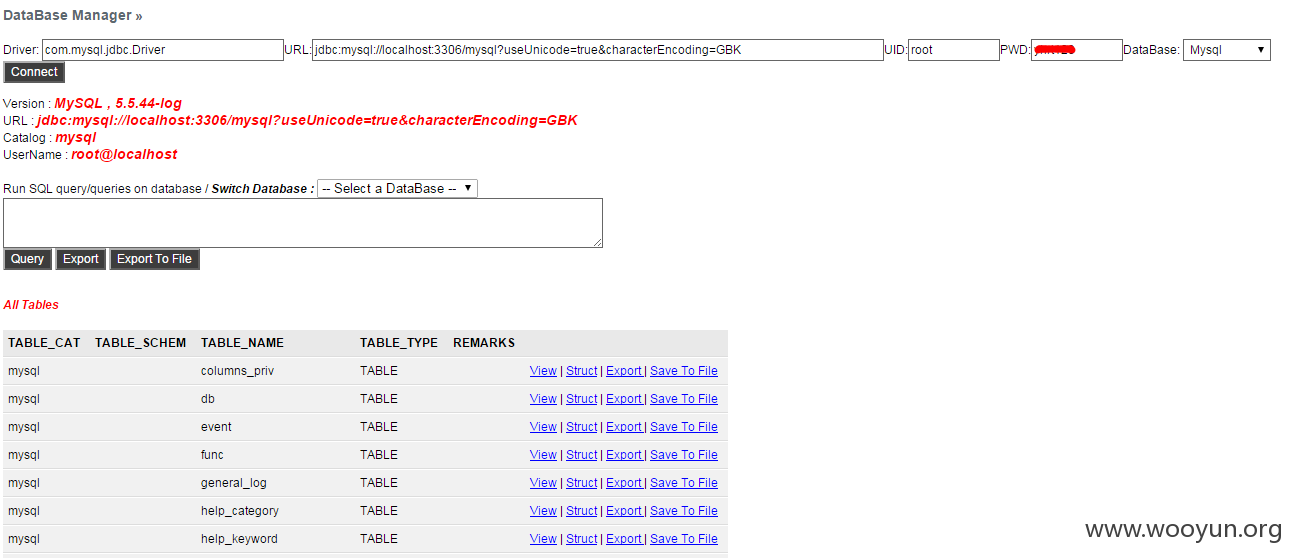 DataBase Manager »
Driver: com.mysql.jdbc.Driver URL: jdbc:mysql://localhost:3306/mysql?useUnicode=true&characterEncoding=GBK UID: root PWD: DataBase: Mysql
Connect
Version : MySQL , 5.5.44-log
URL : jdbc:mysql://localhost:3306/mysql?useUnicode=true&characterEncoding=GBK
Catalog : mysql
UserName : root@localhost
Run SQL query/queries on database / Switch Database : -- Select a DataBase --
Query Export Export To File
All Tables
TABLE_CAT TABLE_SCHEM TABLE_NAME TABLE_TYPE REMARKS
mysql columns_priv TABLE View | Struct | Export | Save To File
mysql db TABLE View | Struct | Export | Save To File
mysql event TABLE View | Struct | Export | Save To File
mysql func TABLE View | Struct | Export | Save To File
mysql general_log TABLE View | Struct | Export | Save To File
mysql help_category TABLE View | Struct | Export | Save To File
mysql help_keyword TABLE View | Struct | Export | Save To File
www.wooyun.org